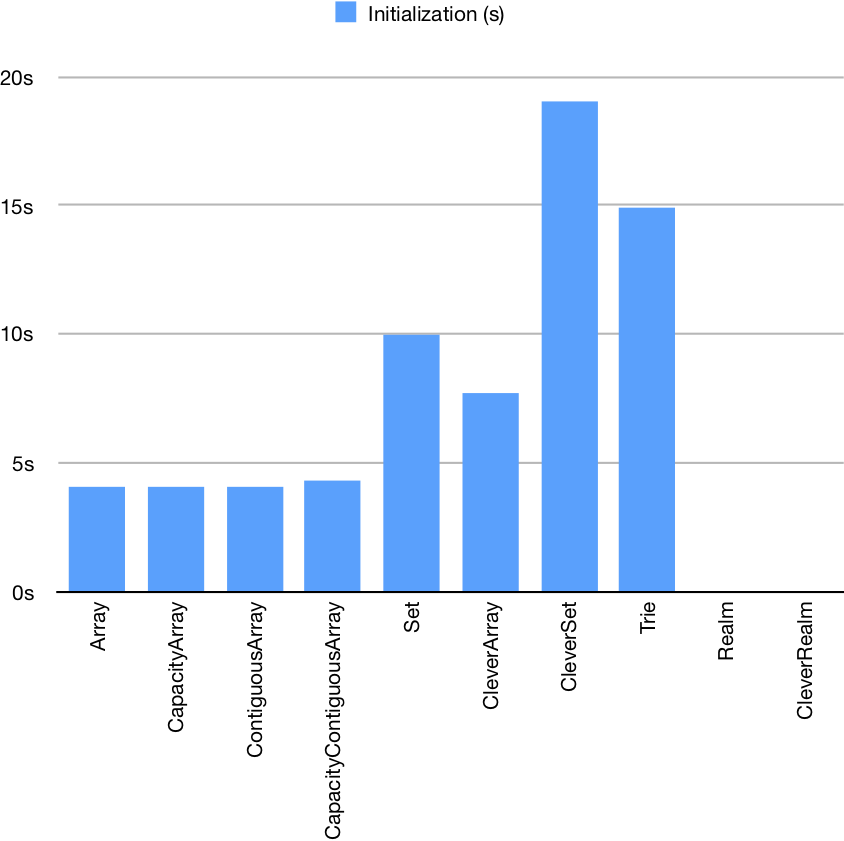 Initialization (s)
20s
15s
10s
5s
0s
Array
CapacityArray
ContiguousArray
CapacityContiguousArray
Set
CleverArray
CleverSet
Trie
Realm
CleverRealm